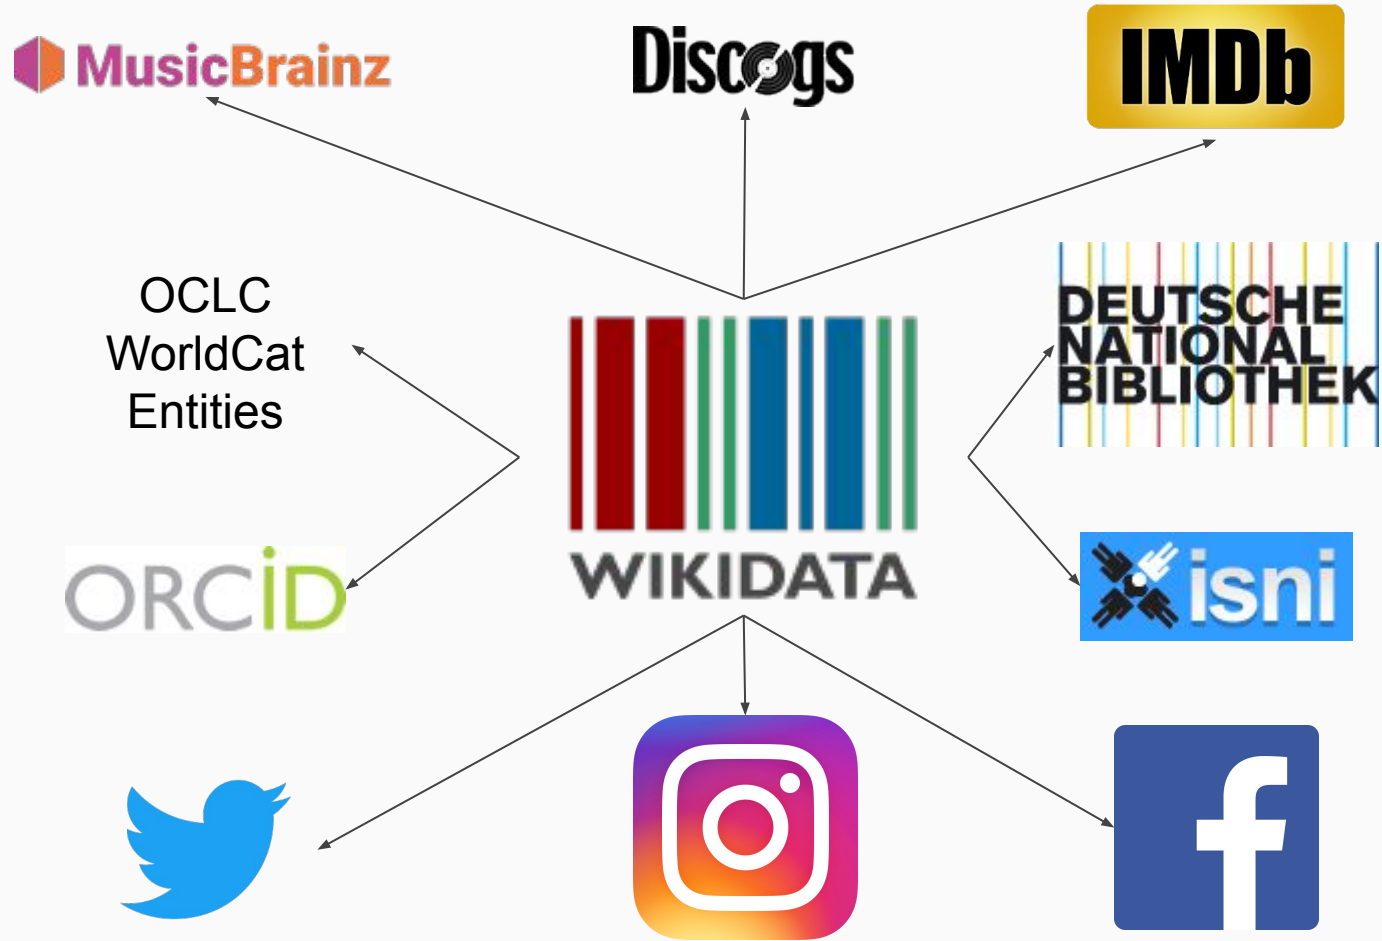 MusicBrainz
Discogs
IMDb
OCLC
WorldCat
Entities
DEUTSCHE
NATIONAL
BIBLIOTHEK
WIKIDATA
ORCiD
isni
f